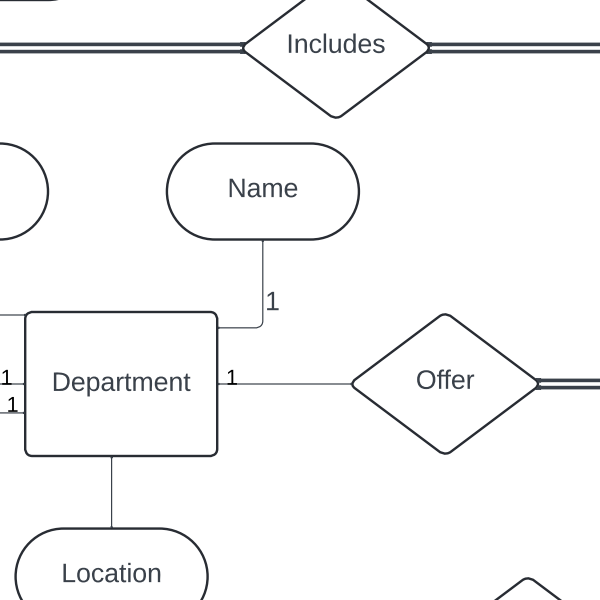 Includes
Name
1
1
Department
1
Offer
1
Location